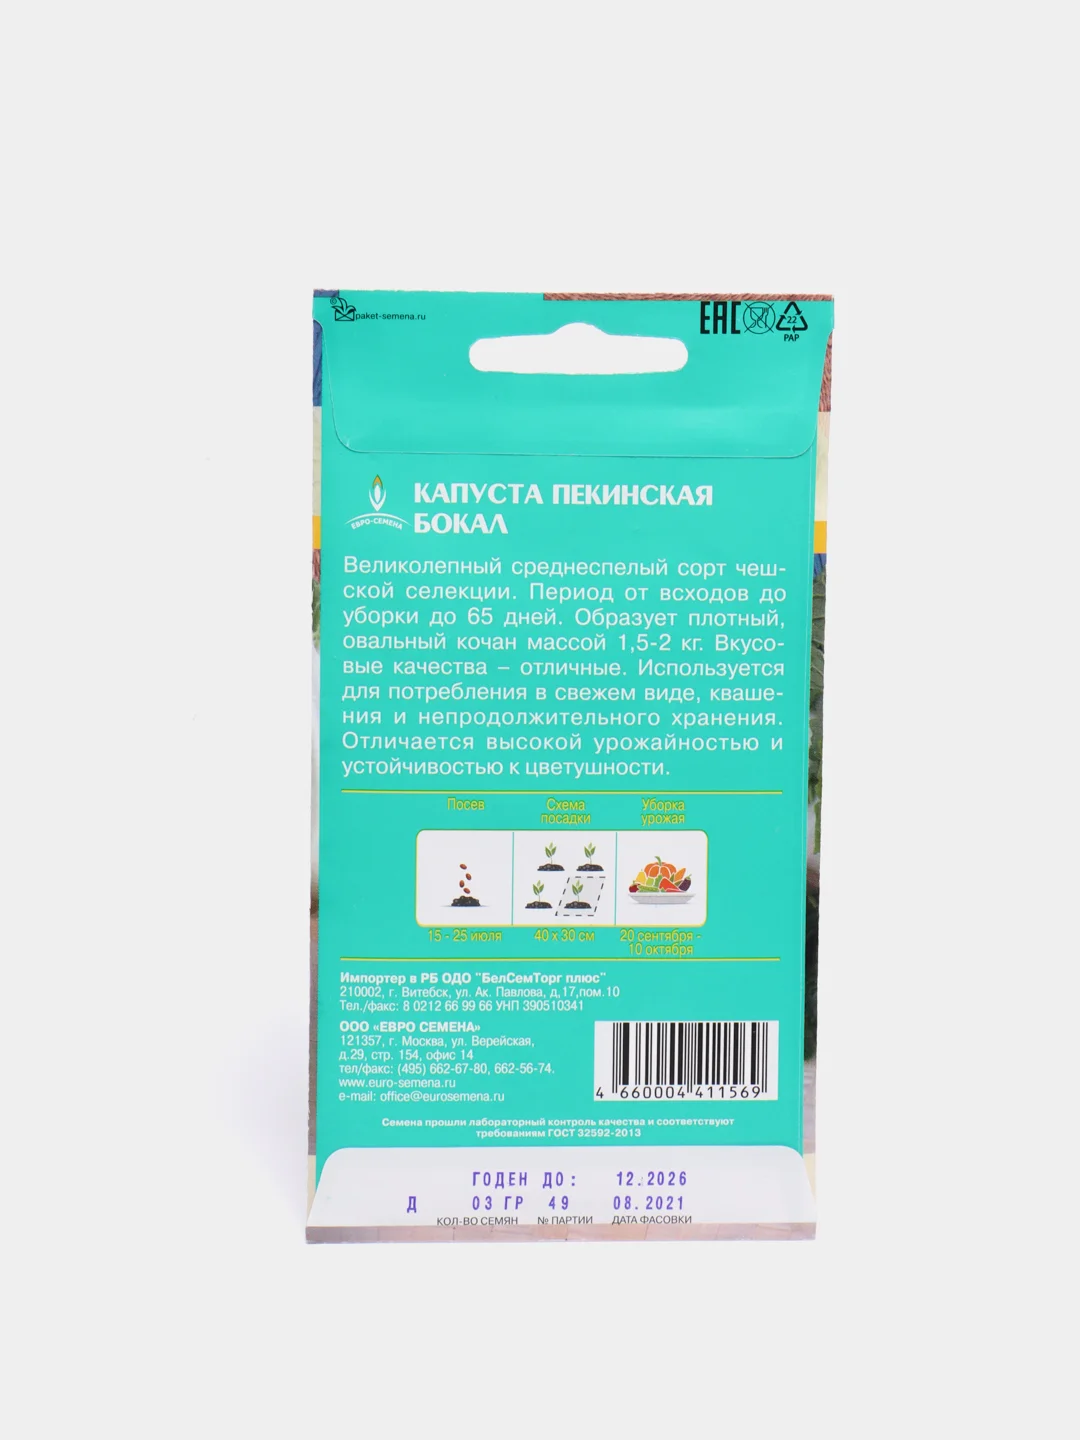 paket-semena.ru
EAC
22
PAP
ЕВРО-СЕМЕНА
КАПУСТА ПЕКИНСКАЯ
БОКАЛ
Великолепный среднеспелый сорт чеш-
ской селекции. Период от всходов до
уборки до 65 дней. Образует плотный,
овальный кочан массой 1,5-2 кг. Вкусо-
вые качества – отличные. Используется
для потребления в свежем виде, кваше-
ния и непродолжительного хранения.
Отличается высокой урожайностью и
устойчивостью к цветушности.
Посев
Схема
посадки
Уборка
урожая
15 - 25 июля
40 x 30 см
20 сентября -
10 октября
Импортер в РБ ОДО "БелСемТорг плюс"
210002, г. Витебск, ул. Ак. Павлова, д.17,пом.10
Тел./факс: 8 0212 66 99 66 УНП 390510341
ООО «ЕВРО СЕМЕНА»
121357, г. Москва, ул. Верейская,
д.29, стр. 154, офис 14
тел/факс: (495) 662-67-80, 662-56-74.
www.euro-semena.ru
e-mail: office@eurosemena.ru
4 660004 411569
Семена прошли лабораторный контроль качества и соответствуют
требованиям ГОСТ 32592-2013
ГОДЕН ДО: 12.2026
Д 03 ГР 49 08.2021
КОЛ-ВО СЕМЯН № ПАРТИИ ДАТА ФАСОВКИ